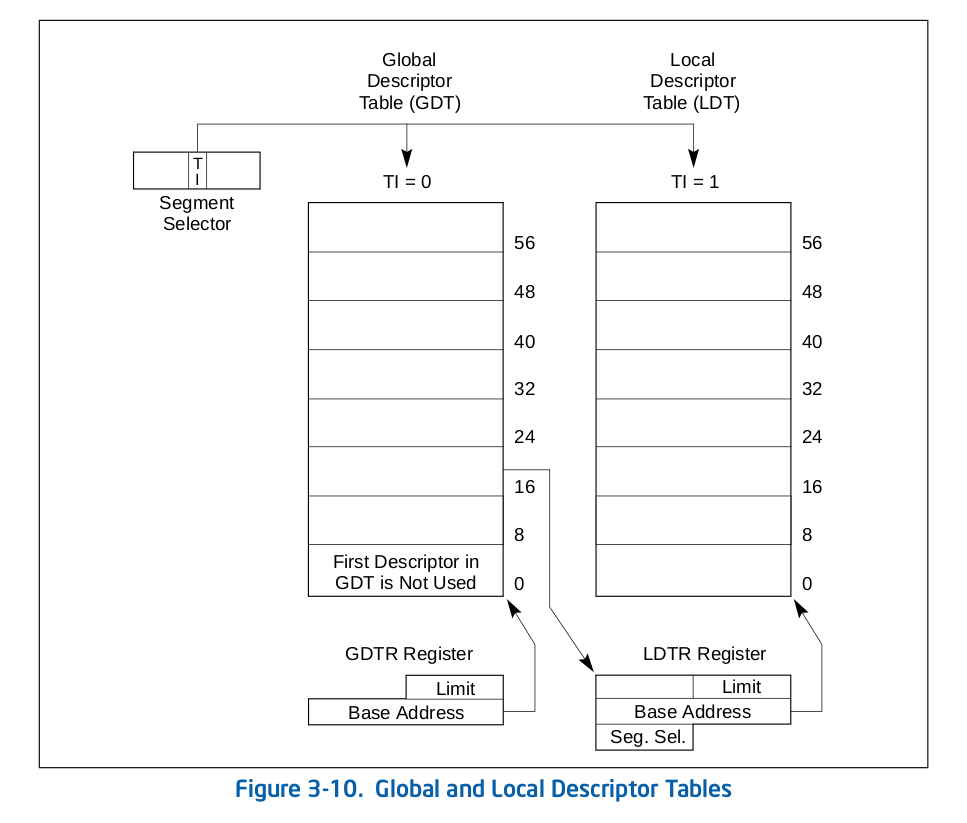 Global
Descriptor
Table (GDT)
Local
Descriptor
Table (LDT)
T
I
Segment
Selector
TI = 0
TI = 1
56
48
40
32
24
16
8
0
First Descriptor in
GDT is Not Used
56
48
40
32
24
16
8
0
GDTR Register
Limit
Base Address
LDTR Register
Limit
Base Address
Seg. Sel.
Figure 3-10. Global and Local Descriptor Tables